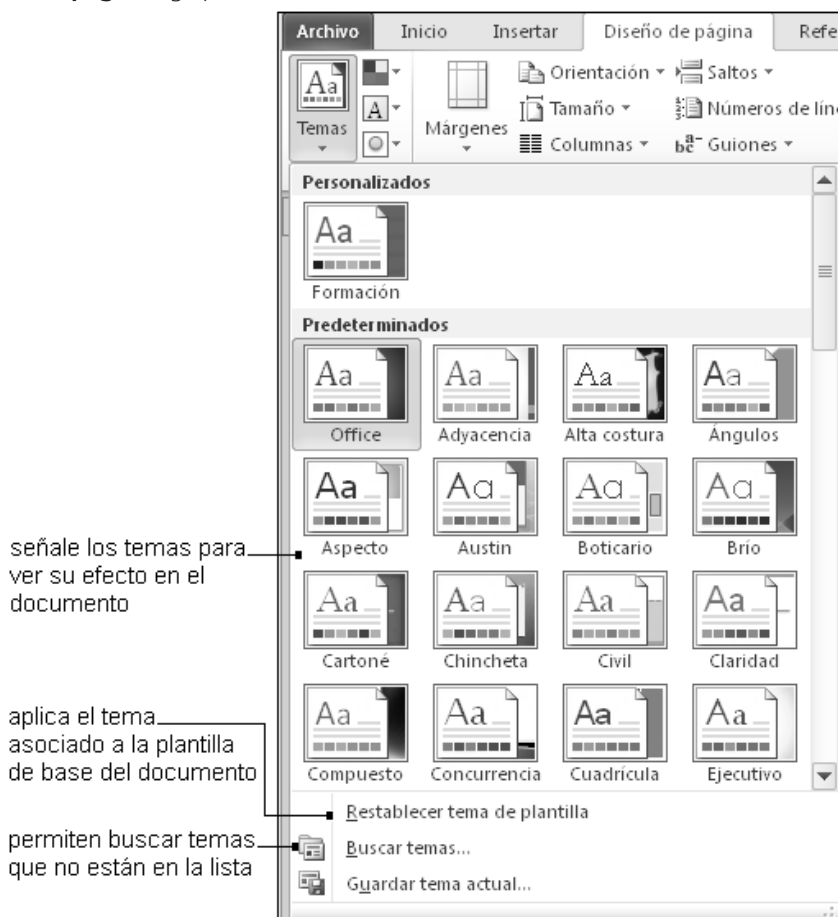 Archivo Inicio Insertar Diseño de página Refe
Aa Orientación Saltos
A Tamaño Números de líne
Temas Márgenes Columnas Guiones
Personalizados
Aa
Formación
Predeterminados
Aa Aa Aa Aa
Office Adyacencia Alta costura Ángulos
Aa Aa Aa Aa
Aspecto Austin Boticario Brío
señale los temas para
ver su efecto en el
documento
Aa Aa Aa Aa
Cartoné Chincheta Civil Claridad
Aa Aa Aa Aa
Compuesto Concurrencia Cuadrícula Ejecutivo
aplica el tema
asociado a la plantilla
de base del documento
Restablecer tema de plantilla
permiten buscar temas
que no están en la lista
Buscar temas...
Guardar tema actual...